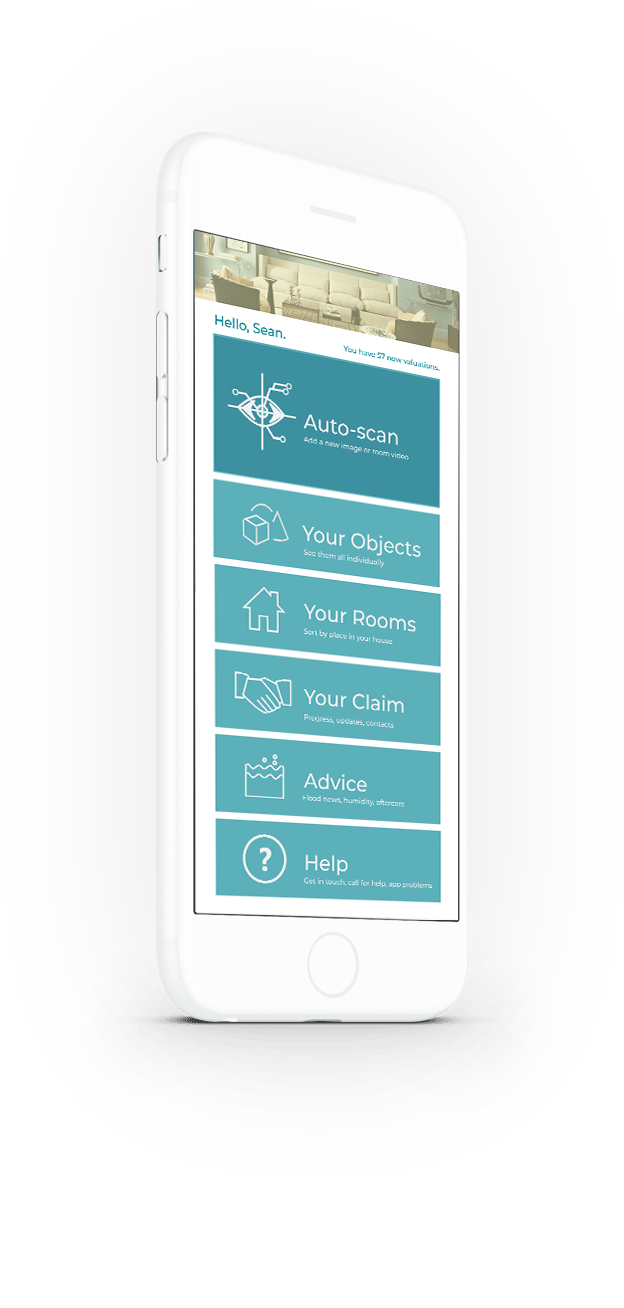 Hello, Sean.
You have 57 new valuations.
Auto-scan
Add a new image or room video
Your Objects
See them all individually
Your Rooms
Sort by place in your house
Your Claim
Progress, updates, contacts
Advice
Flood news, humidity, aftercare
?
Help
Get in touch, call for help, app problems